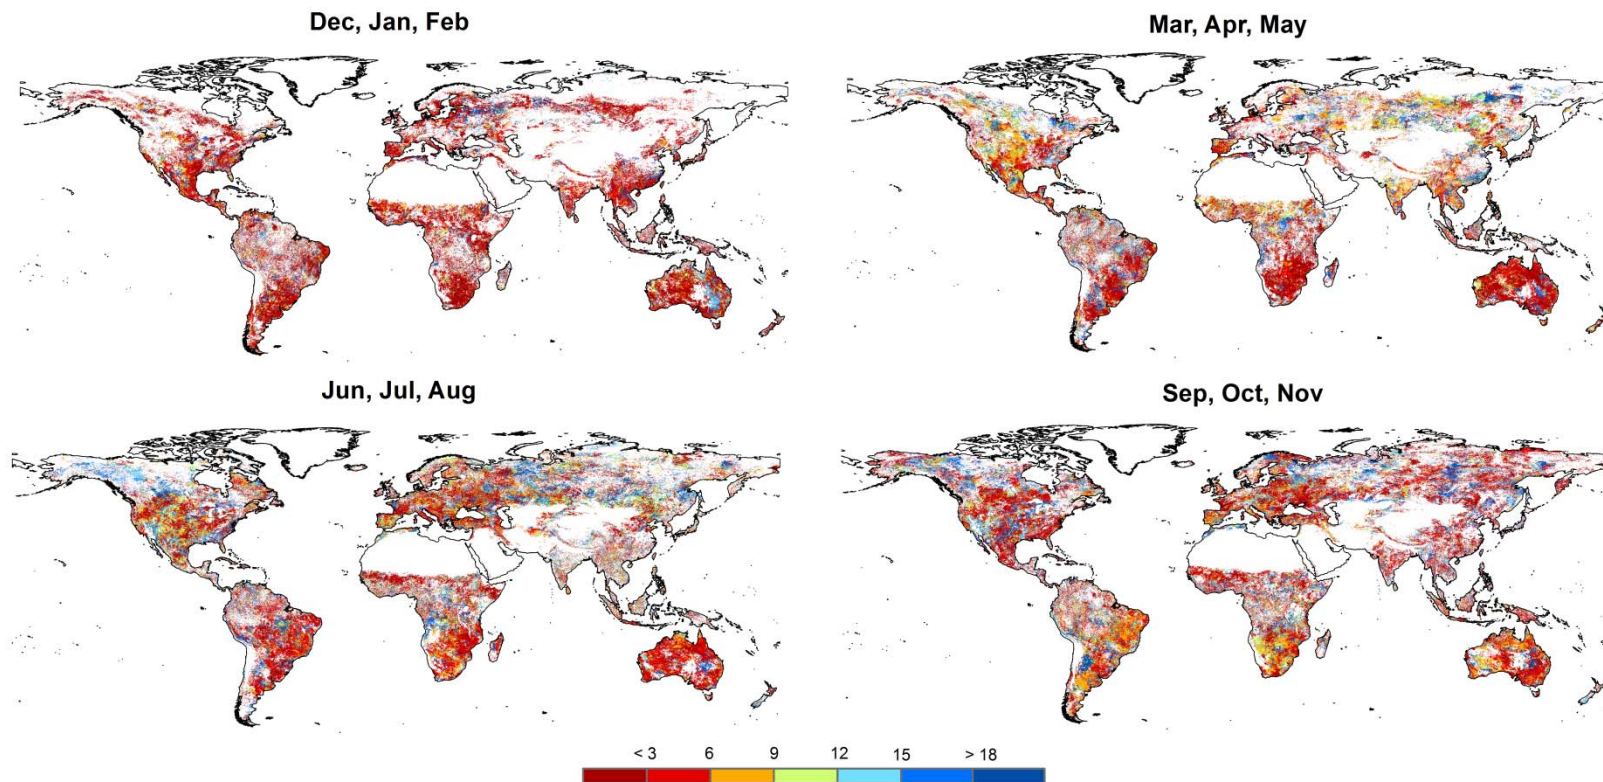 Dec, Jan, Feb
Mar, Apr, May
Jun, Jul, Aug
Sep, Oct, Nov
< 3 6 9 12 15 > 18